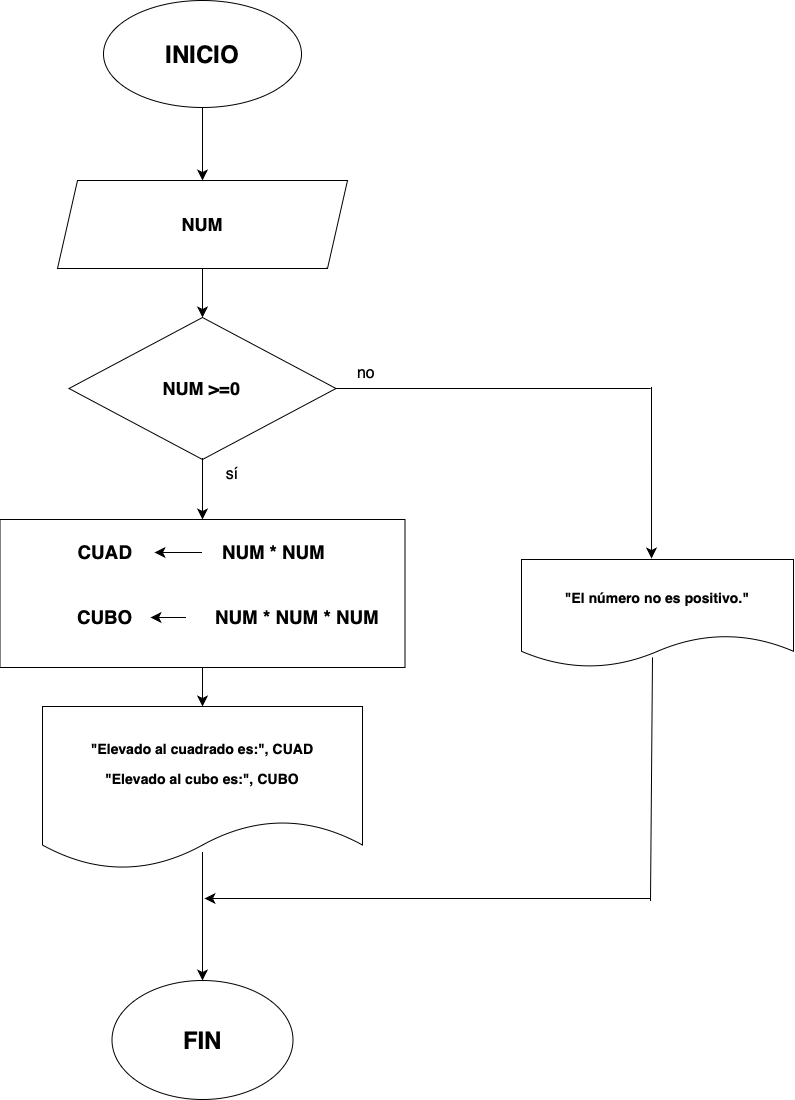 INICIO
NUM
NUM >=0
no
sí
CUAD NUM * NUM
CUBO NUM * NUM * NUM
"El número no es positivo."
"Elevado al cuadrado es:", CUAD
"Elevado al cubo es:", CUBO
FIN